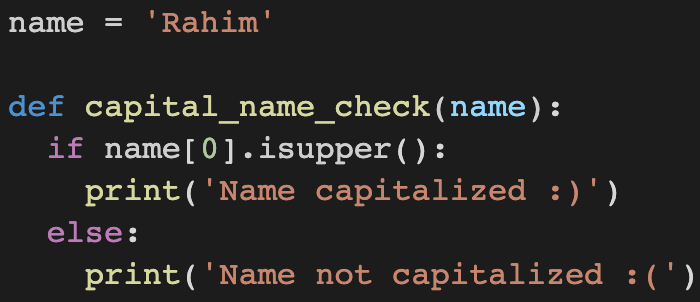 name = 'Rahim'
def capital_name_check(name):
  if name[0].isupper():
    print('Name capitalized :)')
  else:
    print('Name not capitalized :(')